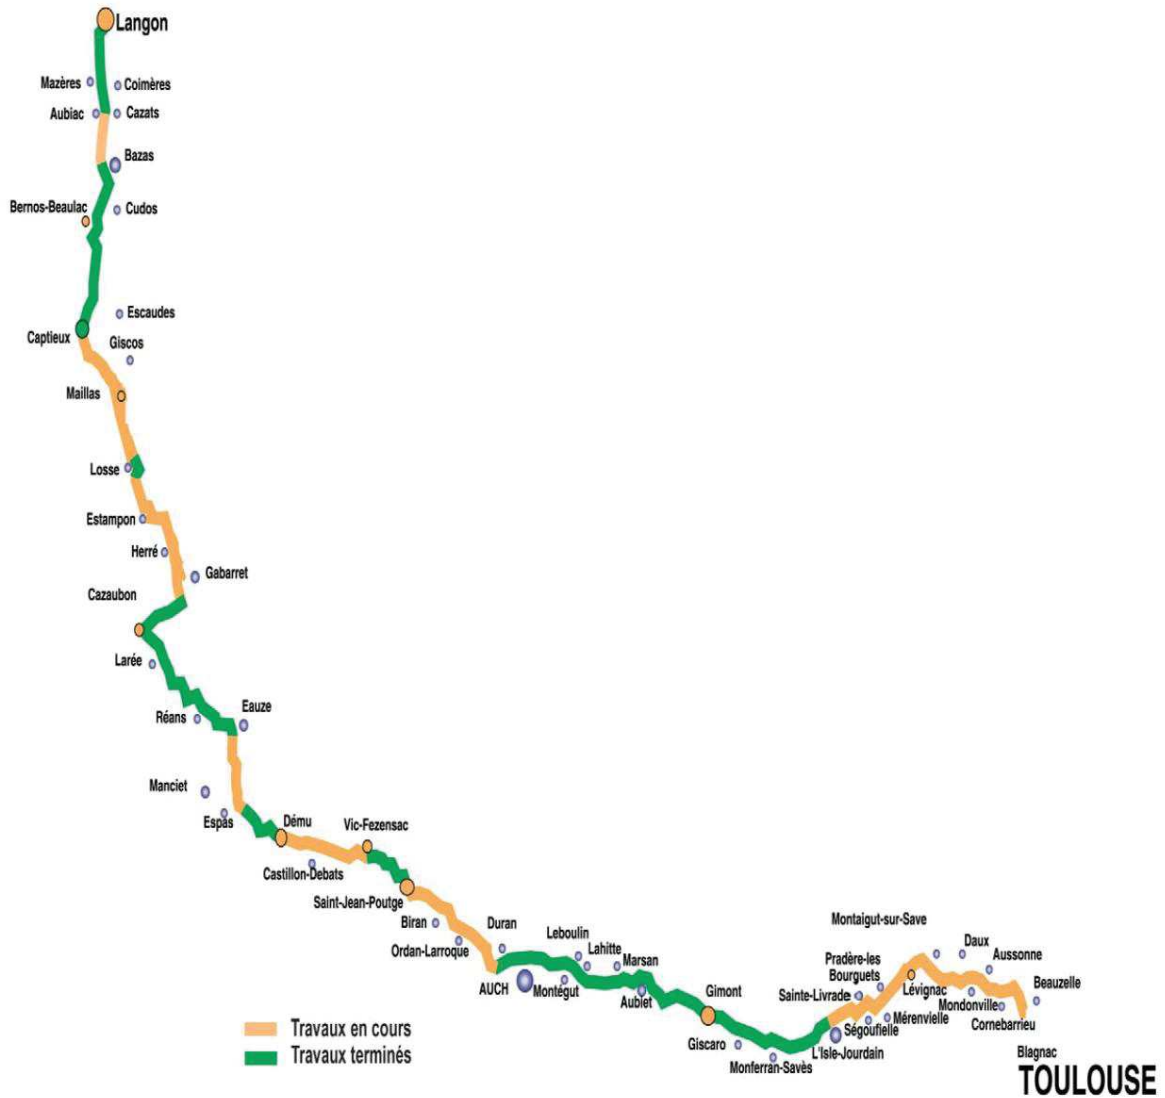 Langon
Mazères
Coimères
Aubiac
Cazats
Bazas
Bernos-Beaulac
Cudos
Escaudes
Captieux
Giscos
Maillas
Losse
Estampon
Herré
Gabarret
Cazaubon
Larée
Réans
Eauze
Manciet
Espas
Dému
Vic-Fezensac
Castillon-Debats
Saint-Jean-Poutge
Biran
Ordan-Larroque
Duran
Leboulin
Lahitte
Marsan
AUCH
Montégut
Aubiet
Gimont
Giscaro
Monferran-Savès
L'Isle-Jourdain
Ségoufielle
Mérenvielle
Sainte-Livrade
Pradère-les
Bourguets
Montaigut-sur-Save
Lévignac
Daux
Aussonne
Mondonville
Cornebarrieu
Beauzelle
Blagnac
TOULOUSE
Travaux en cours
Travaux terminés